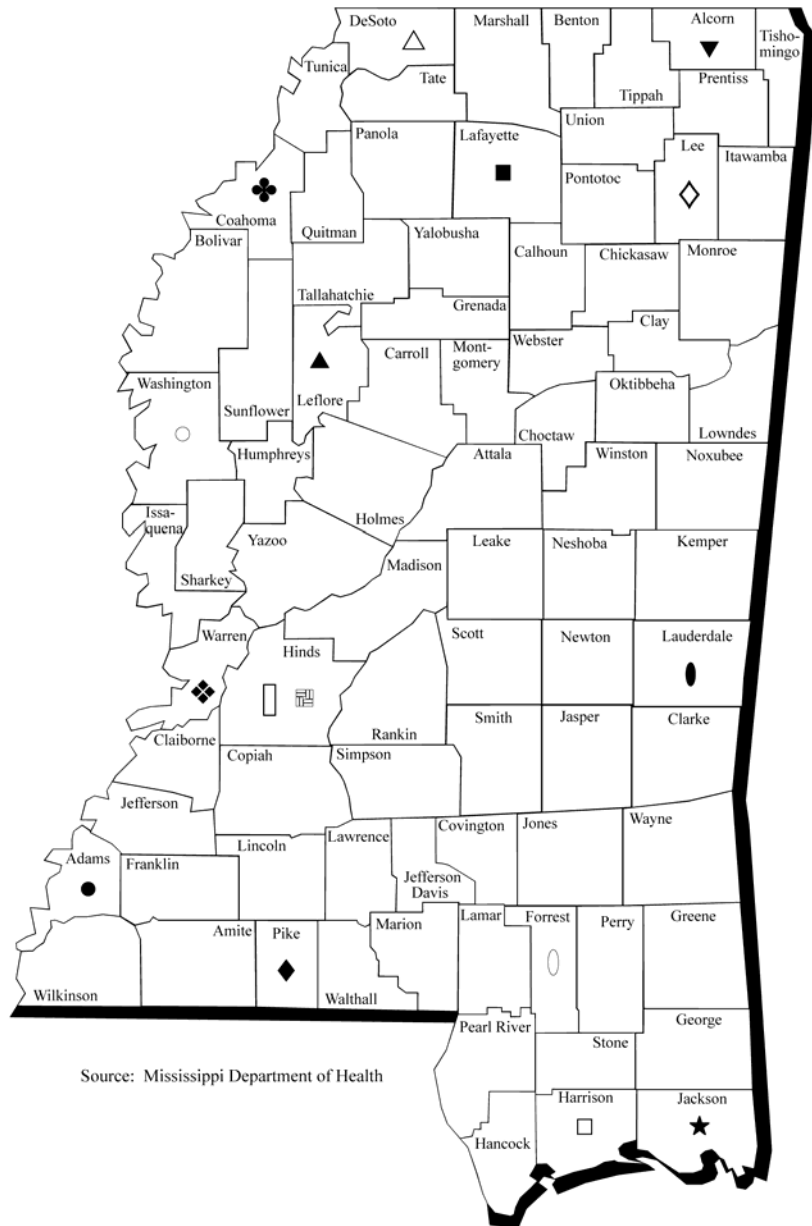 DeSoto
Marshall
Benton
Alcorn
Tisho-
mingo
Tunica
Tate
Tippah
Prentiss
Panola
Lafayette
Union
Lee
Itawamba
Pontotoc
Coahoma
Quitman
Bolivar
Yalobusha
Calhoun
Chickasaw
Monroe
Tallahatchie
Grenada
Clay
Webster
Carroll
Mont-
gomery
Washington
Leflore
Sunflower
Oktibbeha
Choctaw
Lowndes
Humphreys
Attala
Winston
Noxubee
Issa-
quena
Holmes
Yazoo
Leake
Neshoba
Kemper
Madison
Sharkey
Warren
Hinds
Scott
Newton
Lauderdale
Rankin
Smith
Jasper
Clarke
Claiborne
Copiah
Simpson
Jefferson
Lincoln
Lawrence
Covington
Jones
Wayne
Adams
Franklin
Jefferson
Davis
Amite
Pike
Marion
Lamar
Forrest
Perry
Greene
Wilkinson
Walthall
Pearl River
George
Stone
Source: Mississippi Department of Health
Harrison
Jackson
Hancock